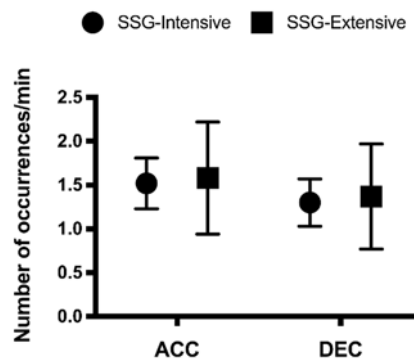 SSG-Intensive SSG-Extensive
Number of occurrences/min
2.5
2.0
1.5
1.0
0.5
0.0
ACC DEC